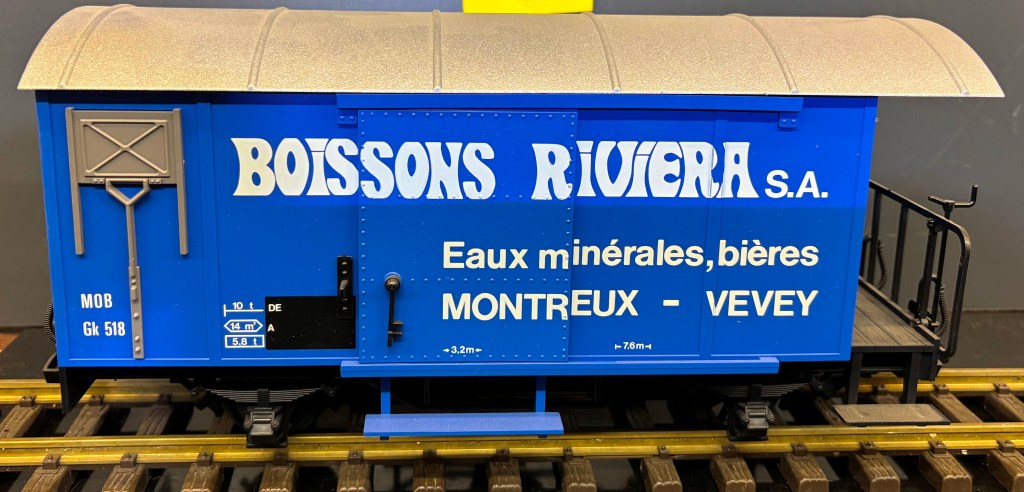 BOISSONS RIVIERA S.A.
Eaux minérales, bières
MONTREUX - VEVEY
MOB
Gk 518
10 t
14 m²
5,8 t
DE
A
3,2m
7,6m